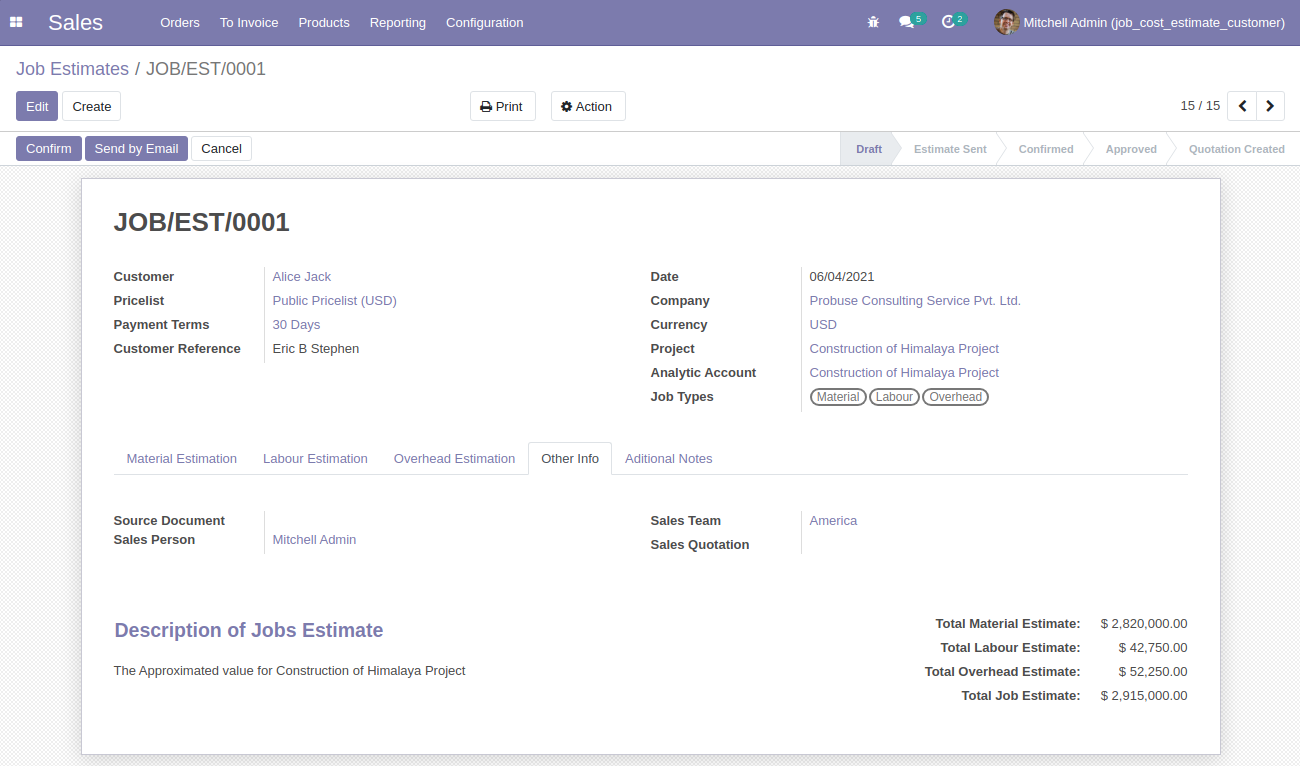 Sales Orders To Invoice Products Reporting Configuration 5 2 Mitchell Admin (job_cost_estimate_customer)
Job Estimates / JOB/EST/0001
Edit Create Print Action 15 / 15
Confirm Send by Email Cancel Draft Estimate Sent Confirmed Approved Quotation Created
JOB/EST/0001
Customer Alice Jack Date 06/04/2021
Pricelist Public Pricelist (USD) Company Probuse Consulting Service Pvt. Ltd.
Payment Terms 30 Days Currency USD
Customer Reference Eric B Stephen Project Construction of Himalaya Project
Analytic Account Construction of Himalaya Project
Job Types Material Labour Overhead
Material Estimation Labour Estimation Overhead Estimation Other Info Aditional Notes
Source Document Sales Team America
Sales Person Mitchell Admin Sales Quotation
Description of Jobs Estimate Total Material Estimate: $ 2,820,000.00
Total Labour Estimate: $ 42,750.00
The Approximated value for Construction of Himalaya Project Total Overhead Estimate: $ 52,250.00
Total Job Estimate: $ 2,915,000.00